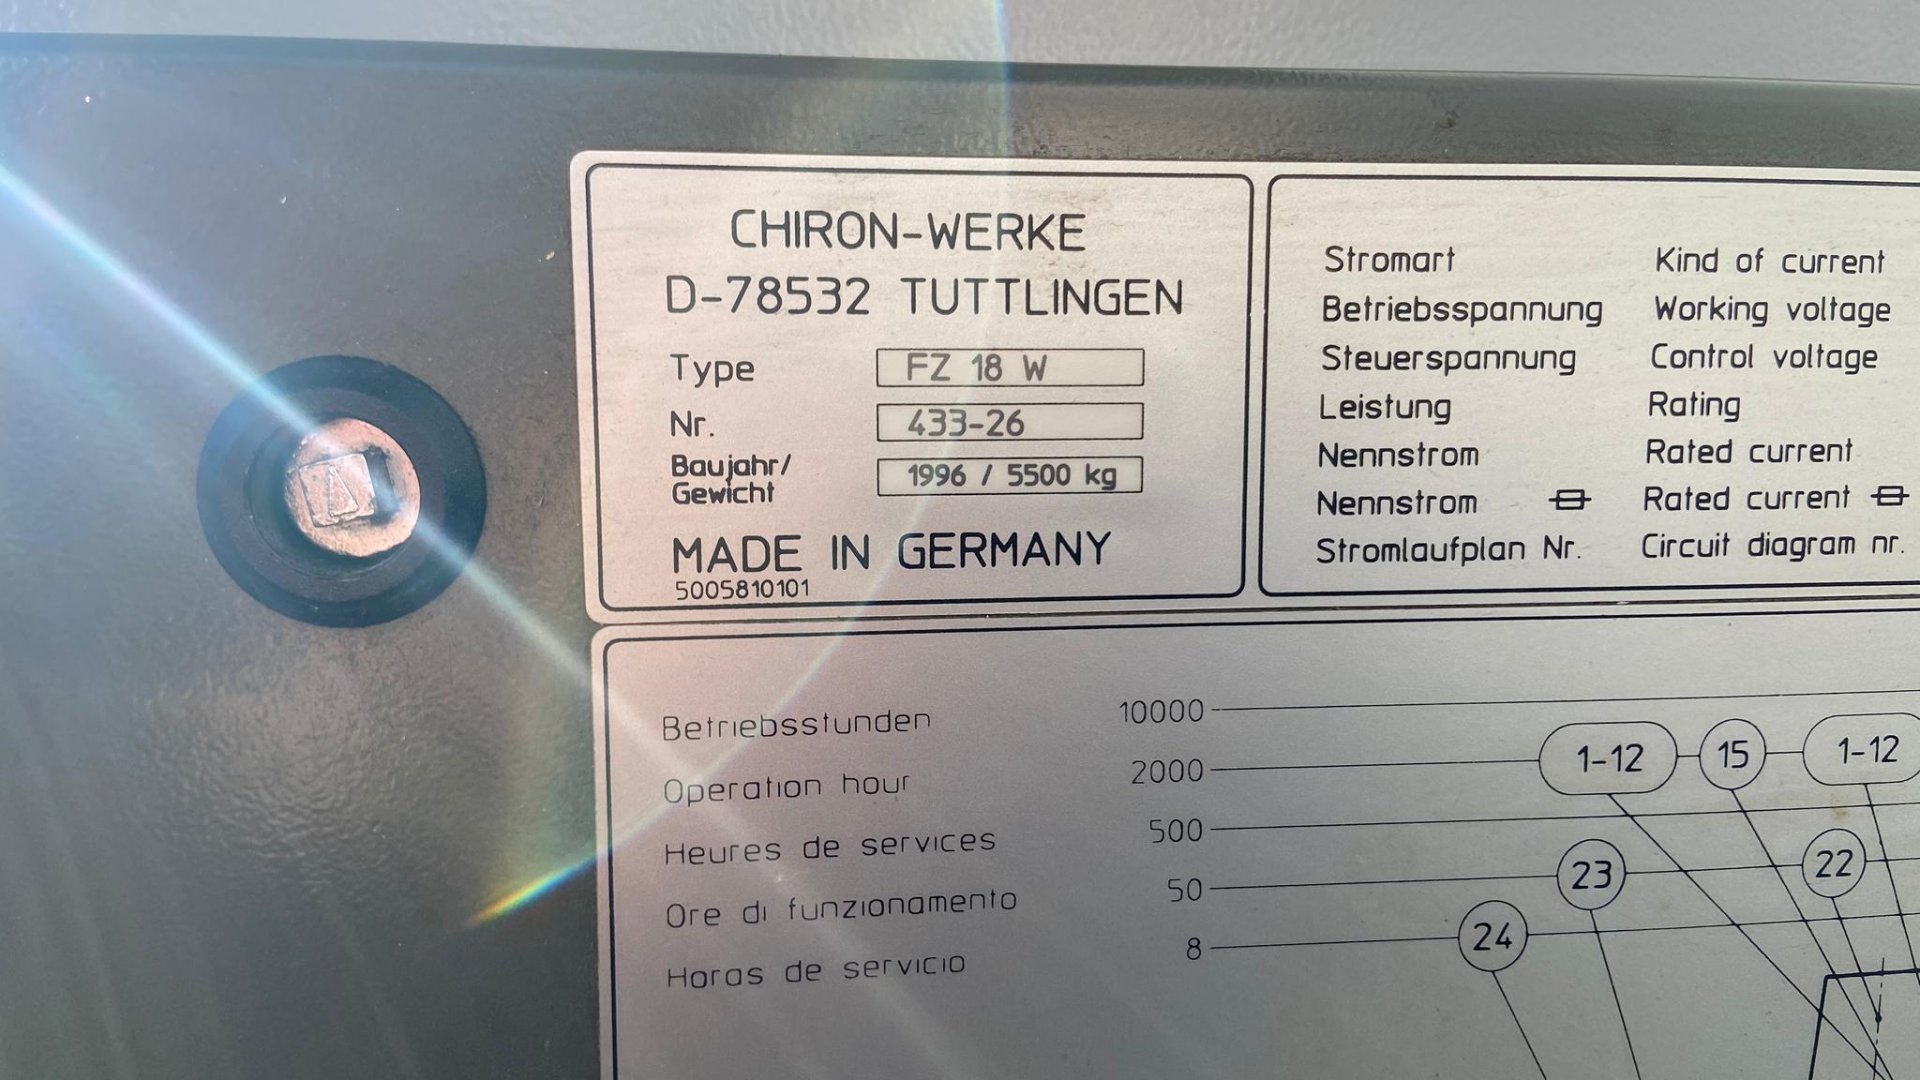 CHIRON-WERKE
D-78532 TUTTLINGEN
Type FZ 18 W
Nr. 433-26
Baujahr/
Gewicht 1996 / 5500 kg
MADE IN GERMANY
5005810101
Stromart Kind of current
Betriebsspannung Working voltage
Steuerspannung Control voltage
Leistung Rating
Nennstrom Rated current
Nennstrom Rated current
Stromlaufplan Nr. Circuit diagram nr.
Betriebsstunden 10000
Operation hour 2000 1-12 15 1-12
Heures de services 500
Ore di funzionamento 50 23 22
Horas de servicio 8 24